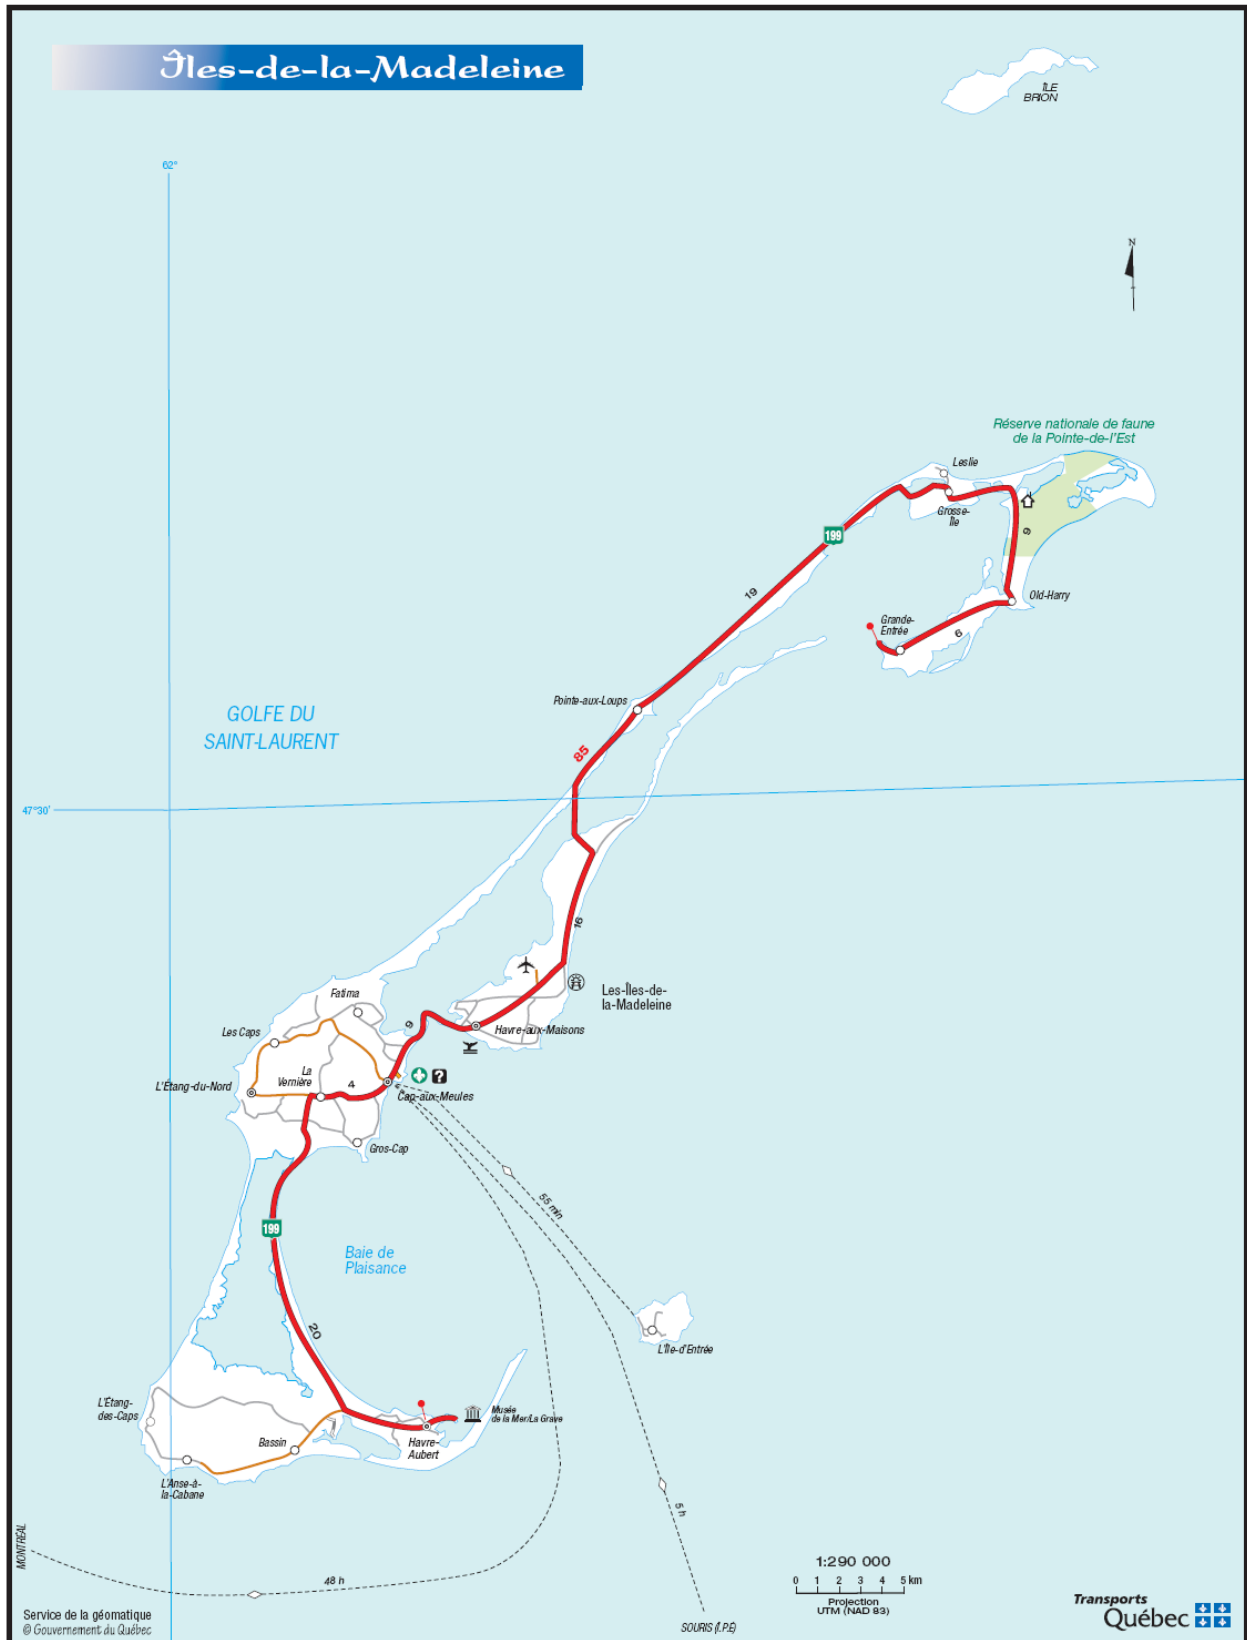 Îles-de-la-Madeleine
ÎLE
BRION
62°
N
Réserve nationale de faune
de la Pointe-de-l'Est
Leslie
Grosse-
Île
199
9
19
Old-Harry
Grande-
Entrée
6
Pointe-aux-Loups
GOLFE DU
SAINT-LAURENT
85
47°30'
16
Les-Îles-de-
la-Madeleine
Fatima
Havre-aux-Maisons
9
Les Caps
La
Vernière
4
L'Étang-du-Nord
?
Cap-aux-Meules
Gros-Cap
55 min
199
Baie de
Plaisance
20
L'Île-d'Entrée
L'Étang-
des-Caps
Musée
de la Mer/La Grave
Bassin
Havre-
Aubert
L'Anse-à-
la-Cabane
5 h
MONTRÉAL
48 h
1:290 000
0 1 2 3 4 5 km
Projection
UTM (NAD 83)
Service de la géomatique
© Gouvernement du Québec
SOURIS (Î.P.É)
Transports
Québec